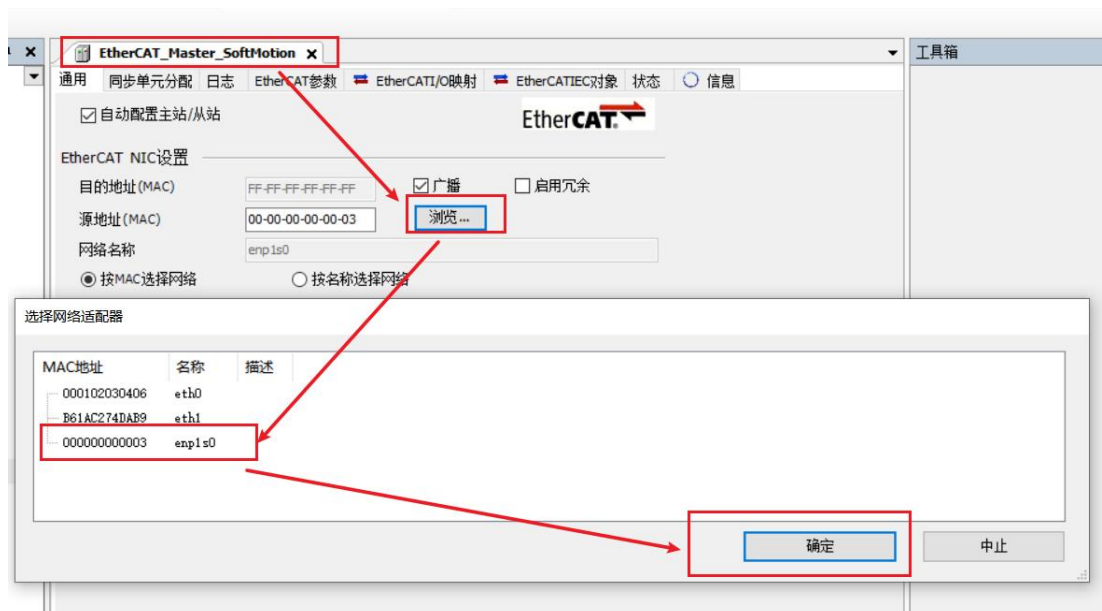 EtherCAT_Master_SoftMotion
工具箱
通用 同步单元分配 日志 EtherCAT参数 EtherCATI/O映射 EtherCATIEC对象 状态 信息
自动配置主站/从站
EtherCAT
EtherCAT NIC设置
目的地址(MAC) FF-FF-FF-FF-FF-FF 广播 启用冗余
源地址(MAC) 00-00-00-00-00-03 浏览...
网络名称 enp1s0
按MAC选择网络 按名称选择网络
选择网络适配器
MAC地址 名称 描述
000102030406 eth0
B61AC274DAB9 eth1
000000000003 enp1s0
确定 中止